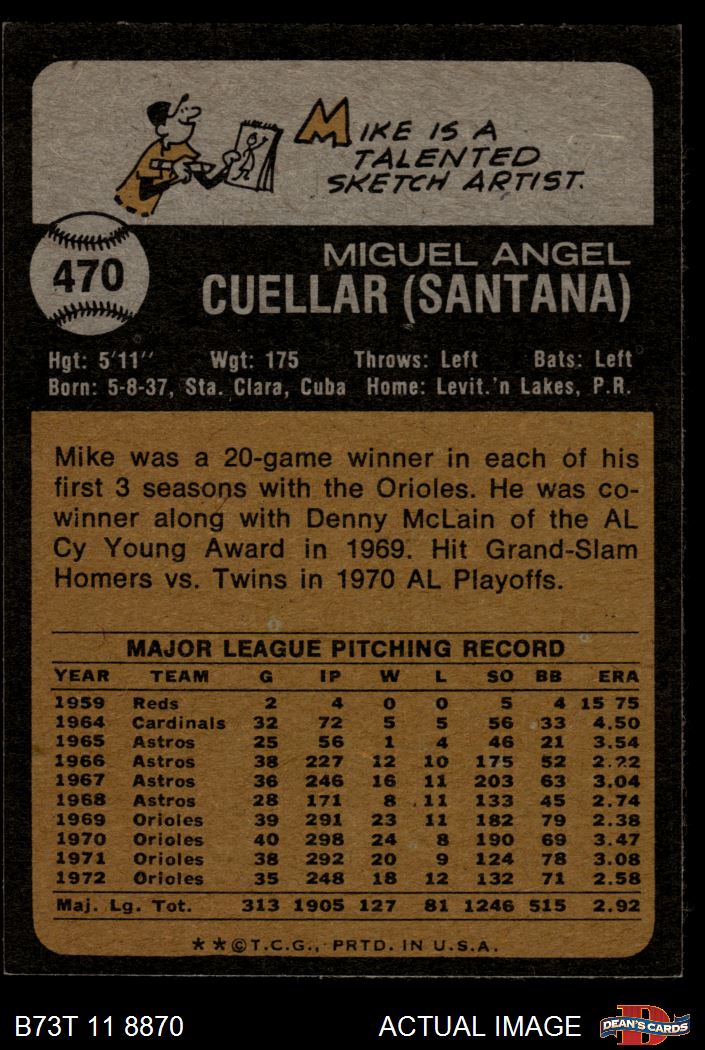 MIKE IS A
TALENTED
SKETCH ARTIST.
470
MIGUEL ANGEL
CUELLAR (SANTANA)
Hgt: 5'11'' Wgt: 175 Throws: Left Bats: Left
Born: 5-8-37, Sta. Clara, Cuba Home: Levit.'n Lakes, P.R.
Mike was a 20-game winner in each of his
first 3 seasons with the Orioles. He was co-
winner along with Denny McLain of the AL
Cy Young Award in 1969. Hit Grand-Slam
Homers vs. Twins in 1970 AL Playoffs.
MAJOR LEAGUE PITCHING RECORD
YEAR TEAM G IP W L SO BB ERA
1959 Reds 2 4 0 0 5 4 15 75
1964 Cardinals 32 72 5 5 56 33 4.50
1965 Astros 25 56 1 4 46 21 3.54
1966 Astros 38 227 12 10 175 52 2.22
1967 Astros 36 246 16 11 203 63 3.04
1968 Astros 28 171 8 11 133 45 2.74
1969 Orioles 39 291 23 11 182 79 2.38
1970 Orioles 40 298 24 8 190 69 3.47
1971 Orioles 38 292 20 9 124 78 3.08
1972 Orioles 35 248 18 12 132 71 2.58
Maj. Lg. Tot. 313 1905 127 81 1246 515 2.92
**©T.C.G., PRTD. IN U.S.A.
B73T 11 8870 ACTUAL IMAGE DEAN'S CARDS